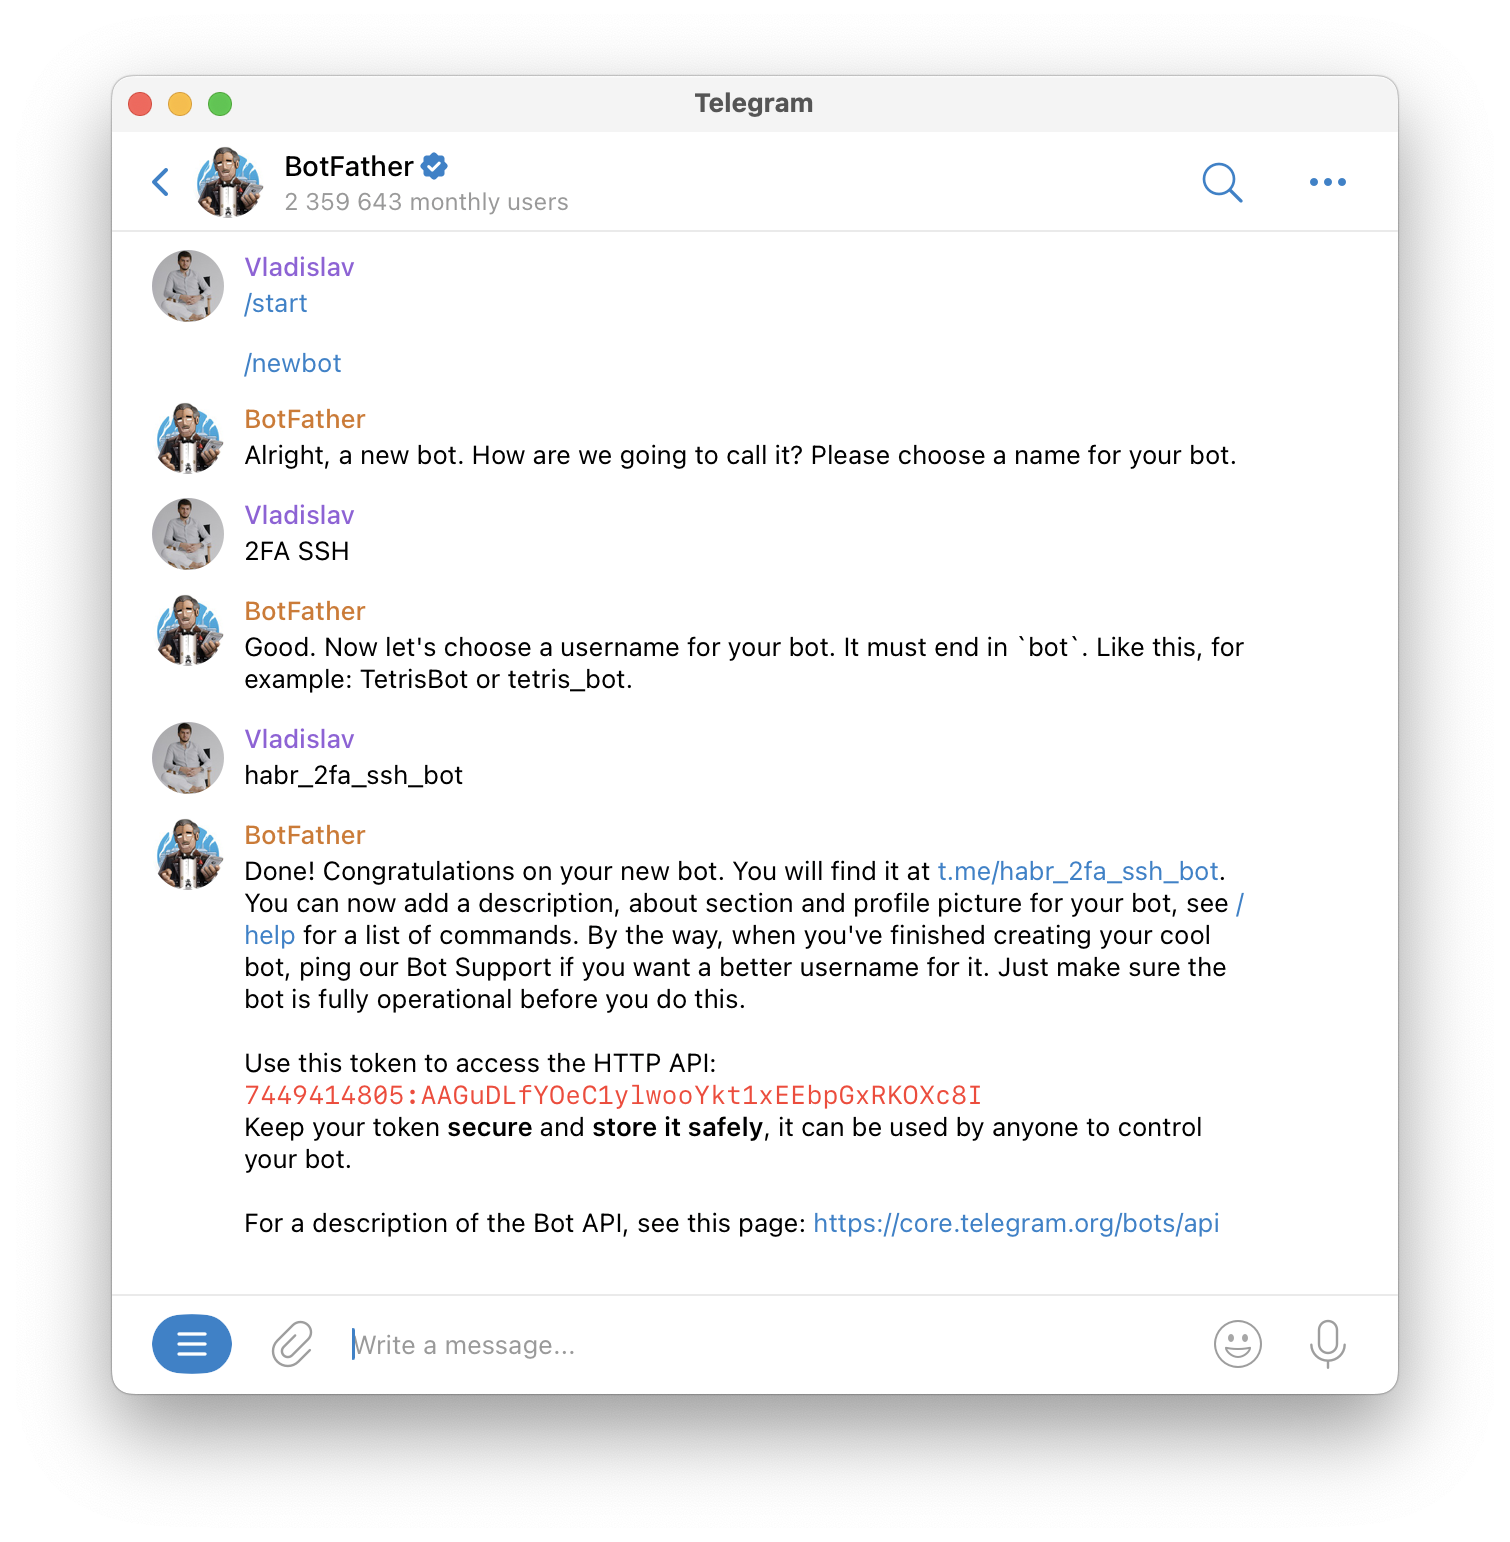 Telegram
BotFather
2 359 643 monthly users
Vladislav
/start
/newbot
BotFather
Alright, a new bot. How are we going to call it? Please choose a name for your bot.
Vladislav
2FA SSH
BotFather
Good. Now let's choose a username for your bot. It must end in `bot`. Like this, for
example: TetrisBot or tetris_bot.
Vladislav
habr_2fa_ssh_bot
BotFather
Done! Congratulations on your new bot. You will find it at t.me/habr_2fa_ssh_bot.
You can now add a description, about section and profile picture for your bot, see /
help for a list of commands. By the way, when you've finished creating your cool
bot, ping our Bot Support if you want a better username for it. Just make sure the
bot is fully operational before you do this.
Use this token to access the HTTP API:
7449414805:AAGuDLfYOeC1ylwooYkt1xEEbpGxRKOXc8I
Keep your token secure and store it safely, it can be used by anyone to control
your bot.
For a description of the Bot API, see this page: https://core.telegram.org/bots/api
Write a message...